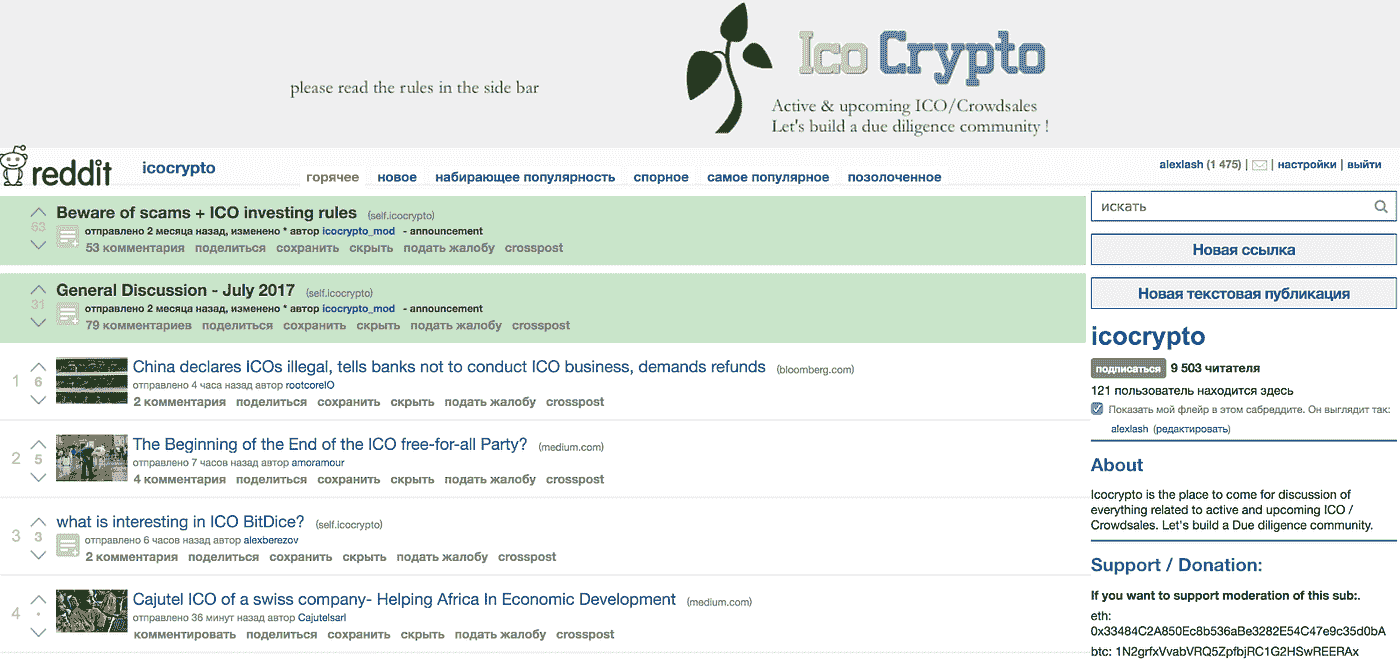 please read the rules in the side bar
Ico Crypto
Active & upcoming ICO/Crowdsales
Let's build a due diligence community !
reddit
icocrypto
горячее новое набирающее популярность спорное самое популярное позолоченное
alexlash (1 475) | | настройки | выйти
63
Beware of scams + ICO investing rules (self.icocrypto)
отправлено 2 месяца назад, изменено * автор icocrypto_mod - announcement
53 комментария поделиться сохранить скрыть подать жалобу crosspost
31
General Discussion - July 2017 (self.icocrypto)
отправлено 2 месяца назад, изменено * автор icocrypto_mod - announcement
79 комментариев поделиться сохранить скрыть подать жалобу crosspost
1
6
China declares ICOs illegal, tells banks not to conduct ICO business, demands refunds (bloomberg.com)
отправлено 4 часа назад автор rootcoreIO
2 комментария поделиться сохранить скрыть подать жалобу crosspost
2
5
The Beginning of the End of the ICO free-for-all Party? (medium.com)
отправлено 7 часов назад автор amoramour
4 комментария поделиться сохранить скрыть подать жалобу crosspost
3
3
what is interesting in ICO BitDice? (self.icocrypto)
отправлено 6 часов назад автор alexberezov
2 комментария поделиться сохранить скрыть подать жалобу crosspost
4
•
Cajutel ICO of a swiss company- Helping Africa In Economic Development (medium.com)
отправлено 36 минут назад автор Cajutelsarl
комментировать поделиться сохранить скрыть подать жалобу crosspost
искать
Новая ссылка
Новая текстовая публикация
icocrypto
подписаться 9 503 читателя
121 пользователь находится здесь
Показать мой флейр в этом сабреддите. Он выглядит так:
alexlash (редактировать)
About
Icocrypto is the place to come for discussion of
everything related to active and upcoming ICO /
Crowdsales. Let's build a Due diligence community.
Support / Donation:
If you want to support moderation of this sub:.
eth:
0x33484C2A850Ec8b536aBe3282E54C47e9c35d0bA
btc: 1N2grfxVvabVRQ5ZpfbjRC1G2HSwREERAx